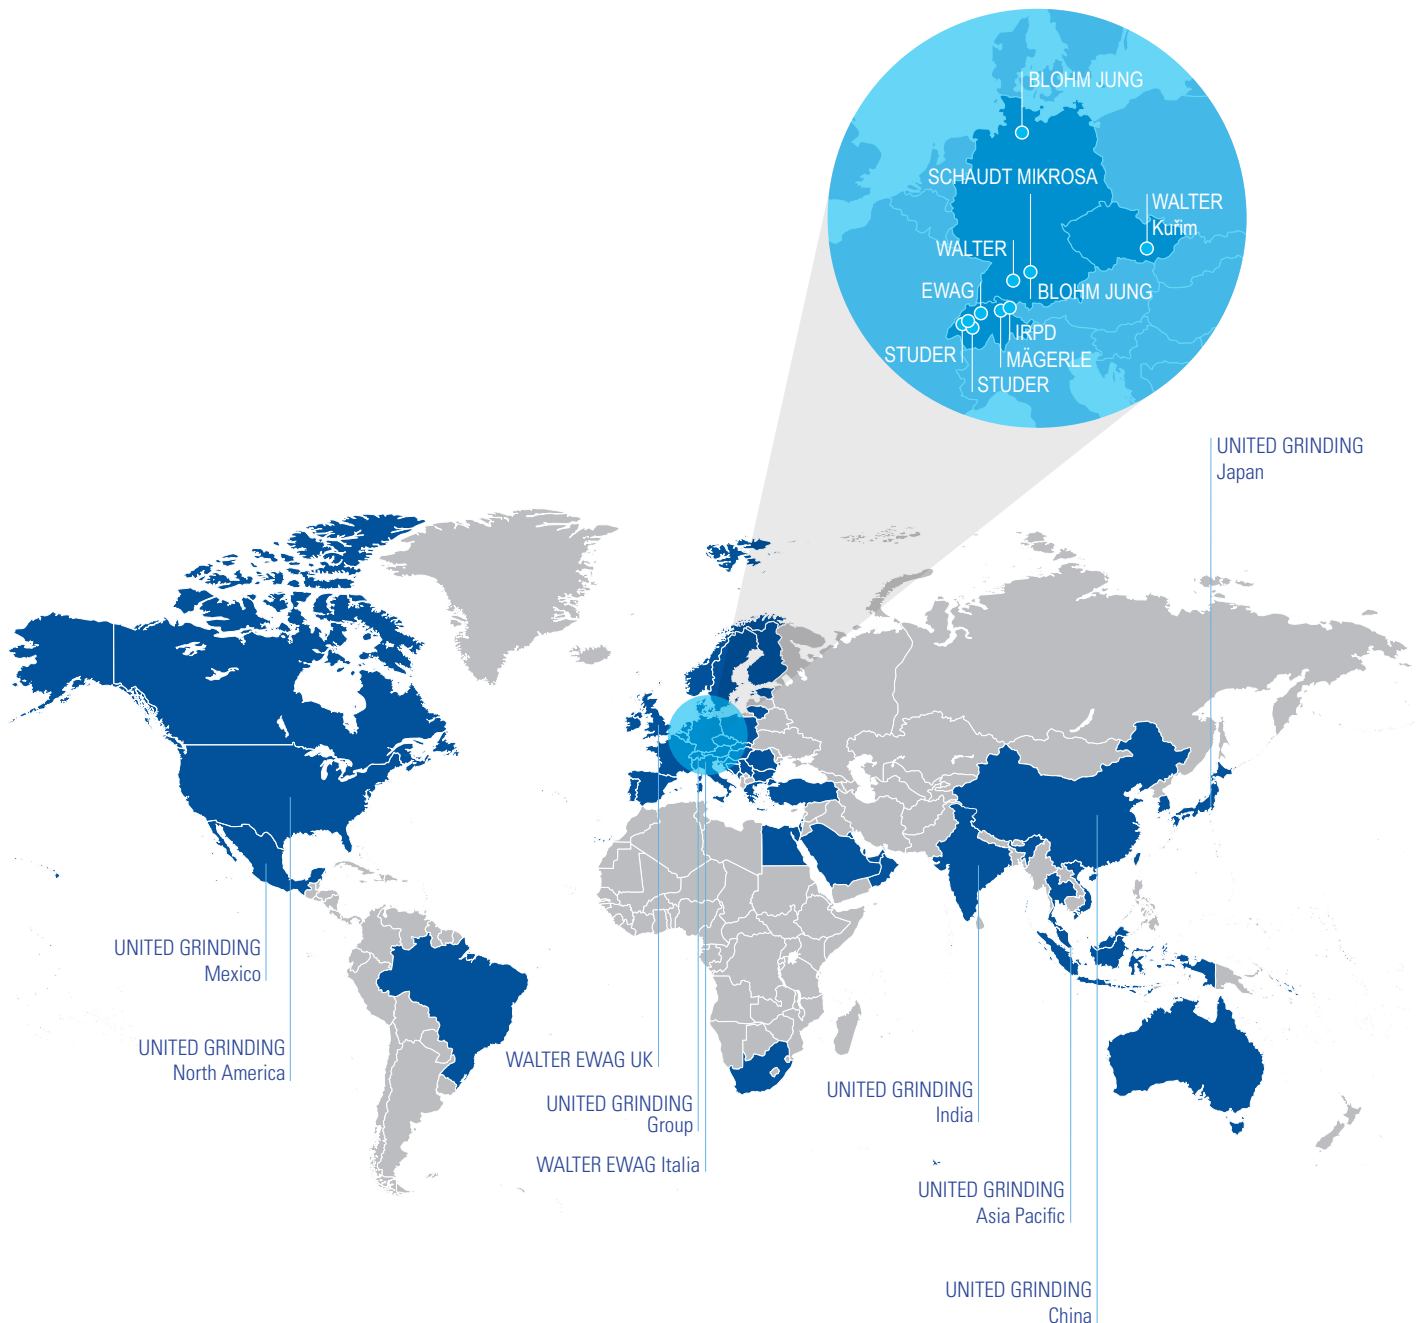 BLOHM JUNG
SCHAUDT MIKROSA
WALTER
Kuřim
WALTER
EWAG
BLOHM JUNG
IRPD
STUDER
MÄGERLE
STUDER
UNITED GRINDING
Japan
UNITED GRINDING
Mexico
UNITED GRINDING
North America
WALTER EWAG UK
UNITED GRINDING
Group
WALTER EWAG Italia
UNITED GRINDING
India
UNITED GRINDING
Asia Pacific
UNITED GRINDING
China